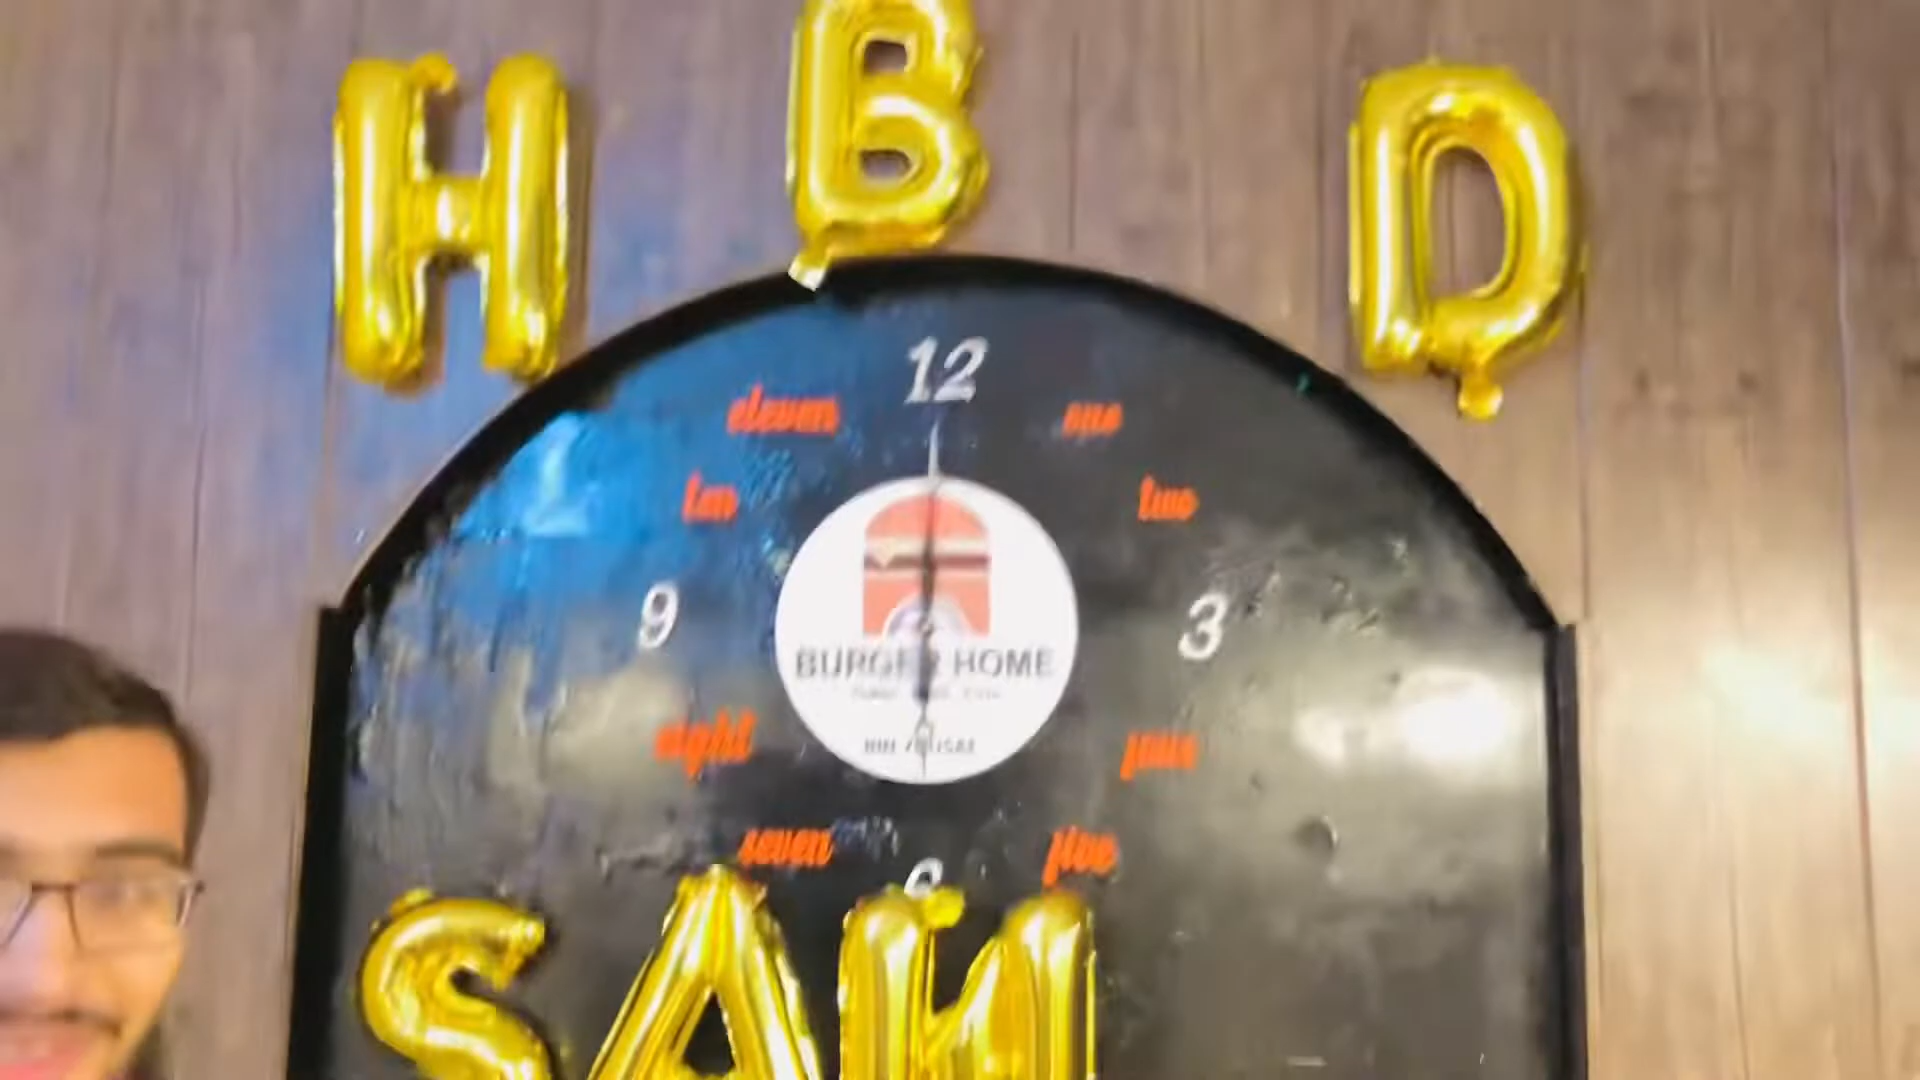 H B D
12
eleven one
ten two
9 3
BURGER HOME
eight four
seven five
6
SAM